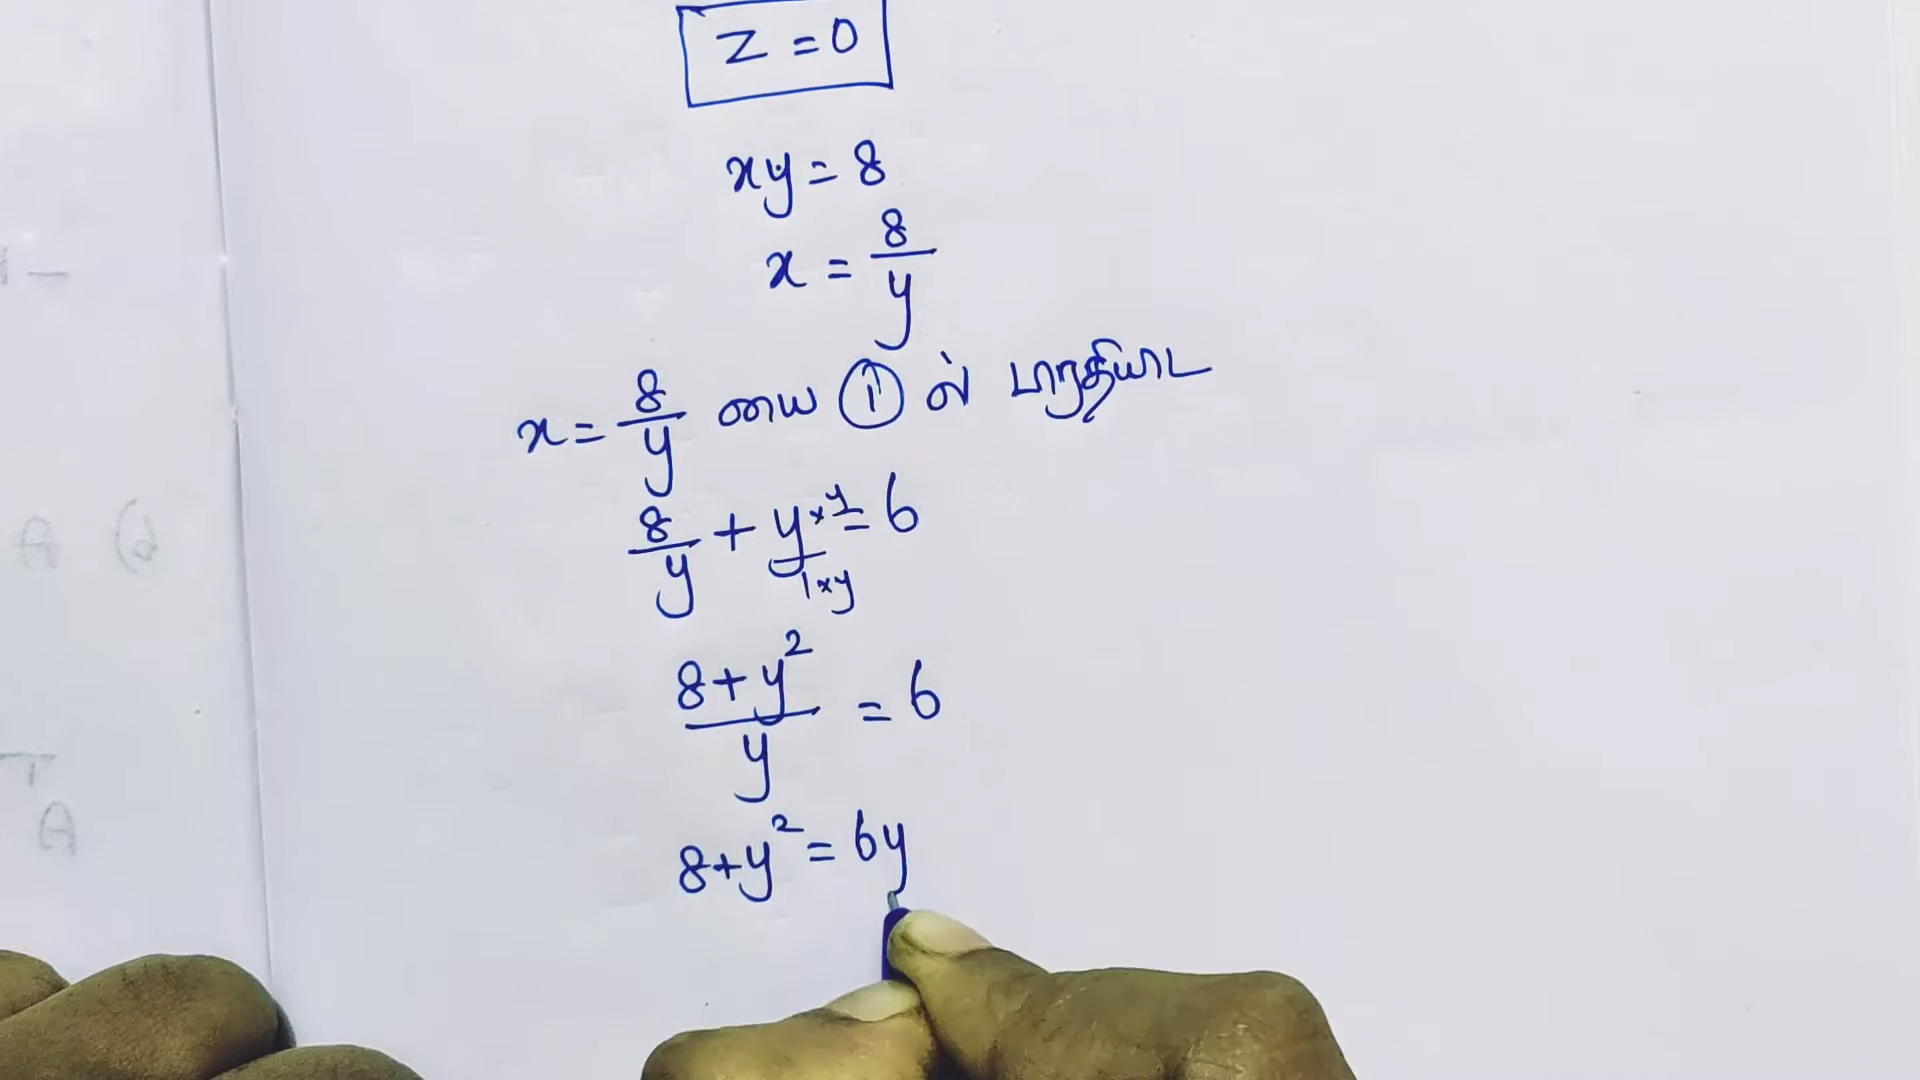 z = 0
xy = 8
x = 8/y
x = 8/y யை ① ல் பிரதியிட
8/y + y×y/1×y = 6
8+y²/y = 6
8+y² = 6y
A
A